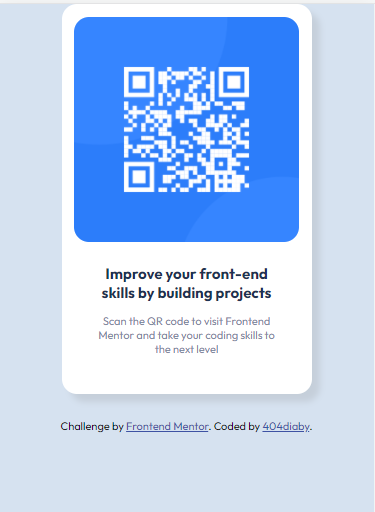 Improve your front-end
skills by building projects
Scan the QR code to visit Frontend
Mentor and take your coding skills to
the next level
Challenge by Frontend Mentor. Coded by 404diaby.